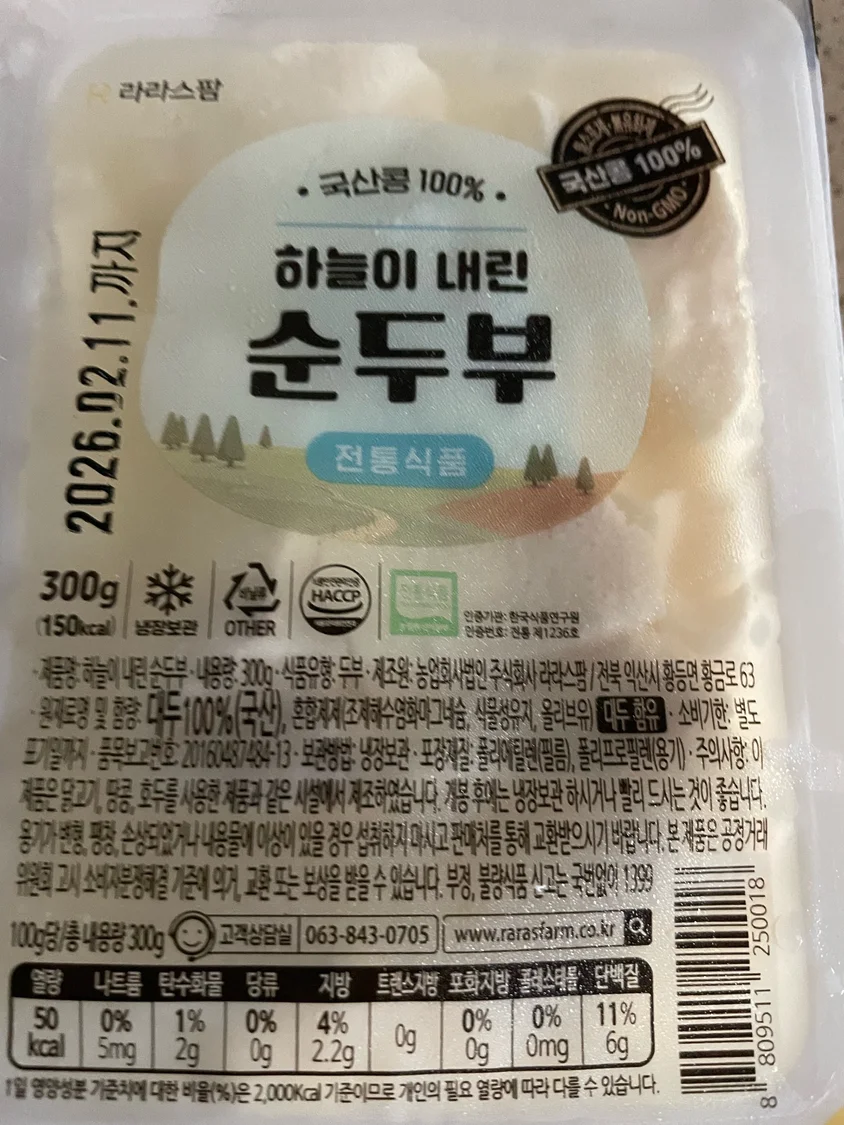 라라스팜
국산콩 100%
Non-GMO
· 국산콩 100% ·
하늘이 내린
순두부
전통식품
2026.02.11.까지
300g
(150kcal)
냉장보관
비닐류
OTHER
HACCP
인증기관: 한국식품연구원
인증번호: 전통 제1236호
· 제품명: 하늘이 내린 순두부 · 내용량: 300g · 식품유형: 두부 · 제조원: 농업회사법인 주식회사 라라스팜 / 전북 익산시 황등면 황금로 63
· 원재료명 및 함량: 대두100%(국산), 혼합제제(조제해수염화마그네슘, 식물성유지, 올리브유) 대두 함유 · 소비기한: 별도
표기일까지 · 품목보고번호: 20160487484-13 · 보관방법: 냉장보관 · 포장재질: 폴리에틸렌(필름), 폴리프로필렌(용기) · 주의사항: 이
제품은 닭고기, 땅콩, 호두를 사용한 제품과 같은 시설에서 제조하였습니다. 개봉 후에는 냉장보관 하시거나 빨리 드시는 것이 좋습니다.
용기가 변형, 팽창, 손상되었거나 내용물에 이상이 있을 경우 섭취하지 마시고 판매처를 통해 교환받으시기 바랍니다. 본 제품은 공정거래
위원회 고시 소비자분쟁해결 기준에 의거, 교환 또는 보상을 받을 수 있습니다. 부정, 불량식품 신고는 국번없이 1399
100g당/총 내용량 300g 고객상담실 063-843-0705 www.rarasfarm.co.kr
열량 나트륨 탄수화물 당류 지방 트랜스지방 포화지방 콜레스테롤 단백질
50 0% 1% 0% 4% 0g 0% 0% 11%
kcal 5mg 2g 0g 2.2g 0g 0mg 6g
1일 영양성분 기준치에 대한 비율(%)은 2,000Kcal 기준이므로 개인의 필요 열량에 따라 다를 수 있습니다.
8 809511 250018